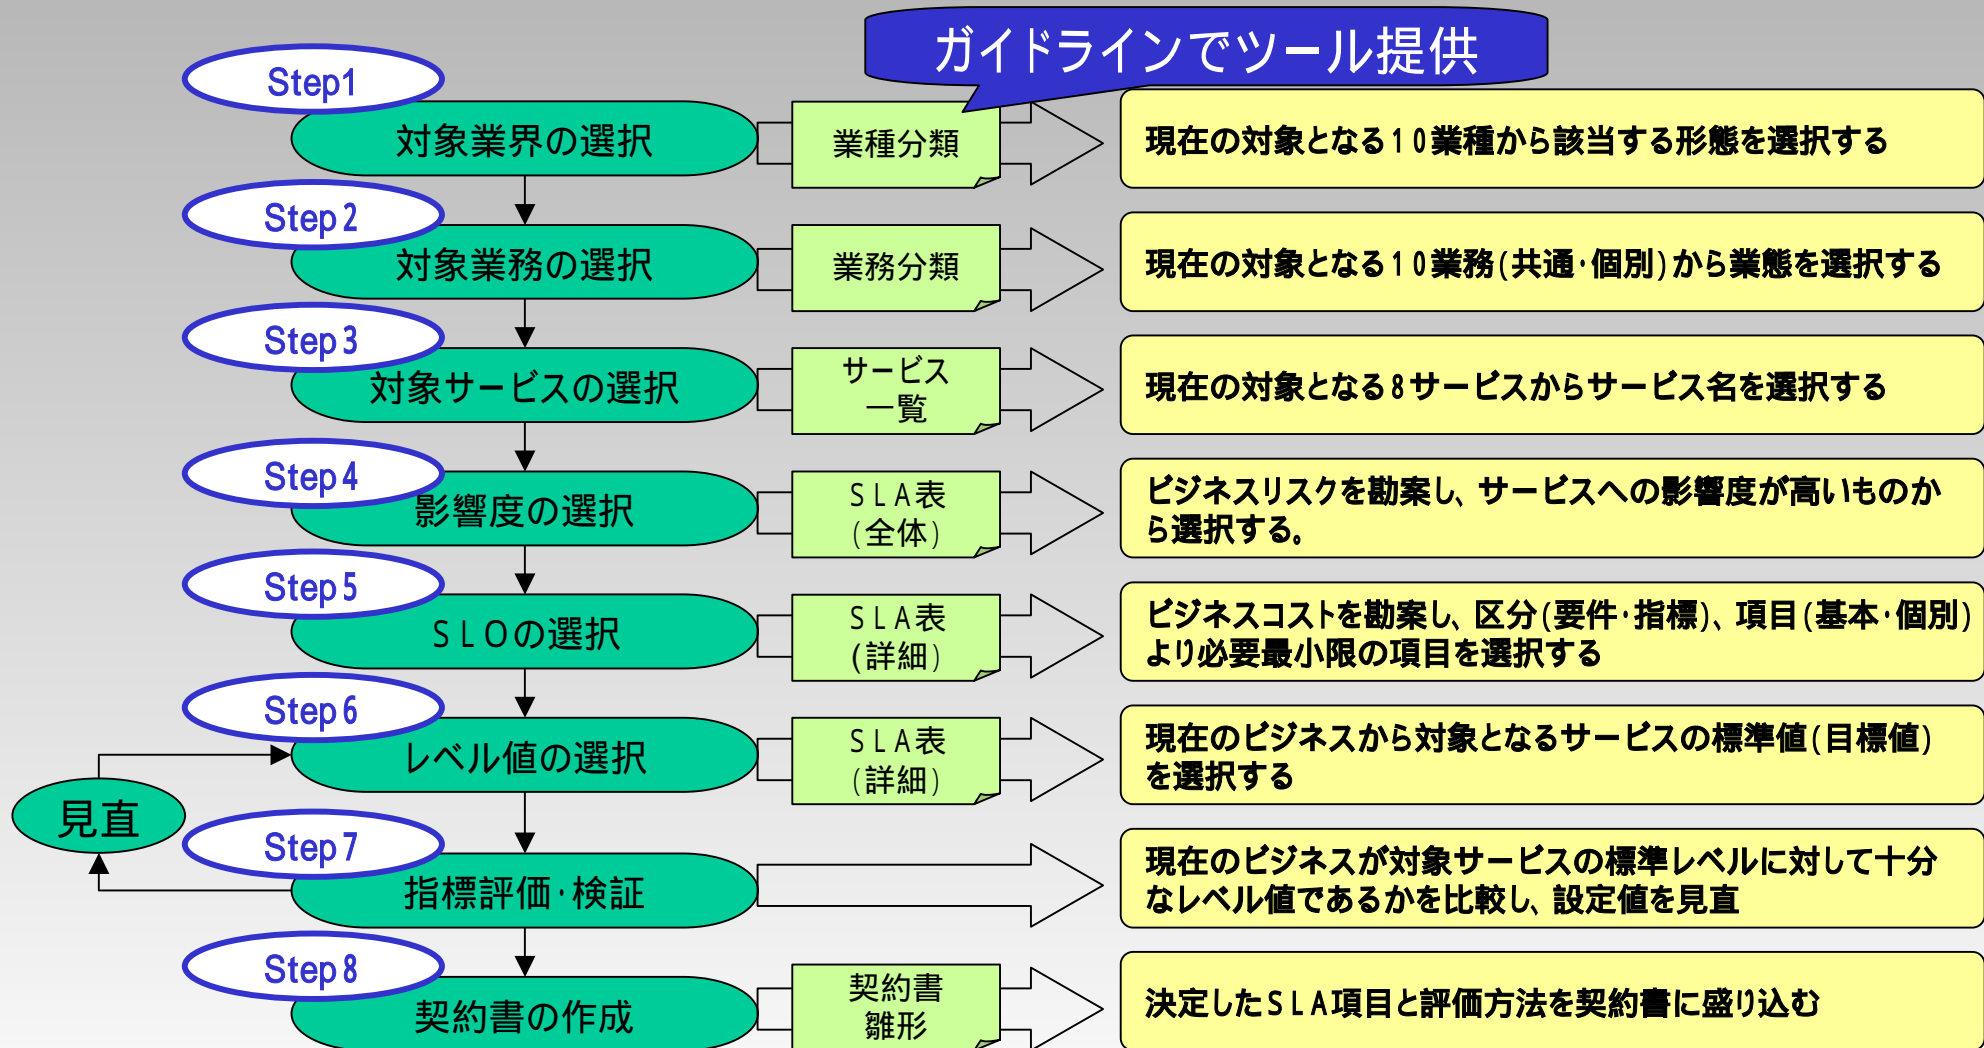 ガイドラインでツール提供
Step1
対象業界の選択
業種分類
現在の対象となる10業種から該当する形態を選択する
Step2
対象業務の選択
業務分類
現在の対象となる10業務(共通・個別)から業態を選択する
Step3
対象サービスの選択
サービス
一覧
現在の対象となる8サービスからサービス名を選択する
Step4
影響度の選択
SLA表
(全体)
ビジネスリスクを勘案し、サービスへの影響度が高いものか
ら選択する。
Step5
SLOの選択
SLA表
(詳細)
ビジネスコストを勘案し、区分(要件・指標)、項目(基本・個別)
より必要最小限の項目を選択する
Step6
レベル値の選択
SLA表
(詳細)
現在のビジネスから対象となるサービスの標準値(目標値)
を選択する
見直
Step7
指標評価・検証
現在のビジネスが対象サービスの標準レベルに対して十分
なレベル値であるかを比較し、設定値を見直
Step8
契約書の作成
契約書
雛形
決定したSLA項目と評価方法を契約書に盛り込む